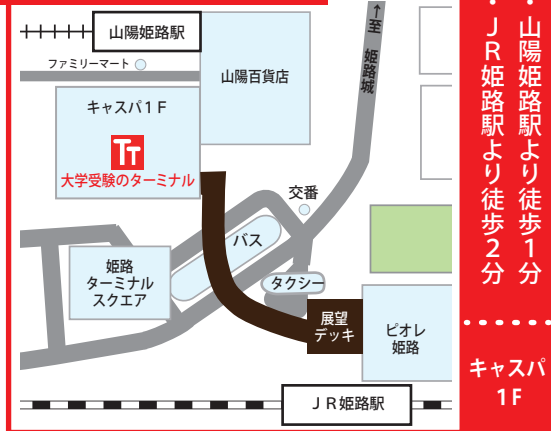 山陽姫路駅
ファミリーマート
山陽百貨店
↑至 姫路城
キャスパ1F
TT
大学受験のターミナル
交番
バス
姫路
ターミナル
スクエア
タクシー
展望
デッキ
ピオレ
姫路
JR姫路駅
・山陽姫路駅より徒歩1分
・JR姫路駅より徒歩2分
キャスパ
1F